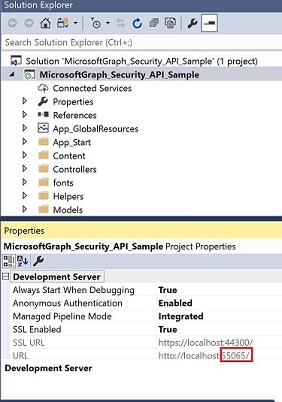 Solution Explorer
Search Solution Explorer (Ctrl+;)
Solution 'MicrosoftGraph_Security_API_Sample' (1 project)
MicrosoftGraph_Security_API_Sample
Connected Services
Properties
References
App_GlobalResources
App_Start
Content
Controllers
fonts
Helpers
Models
Properties
MicrosoftGraph_Security_API_Sample Project Properties
Development Server
Always Start When Debugging True
Anonymous Authentication Enabled
Managed Pipeline Mode Integrated
SSL Enabled True
SSL URL https://localhost:44300/
URL http://localhost:55065/
Development Server